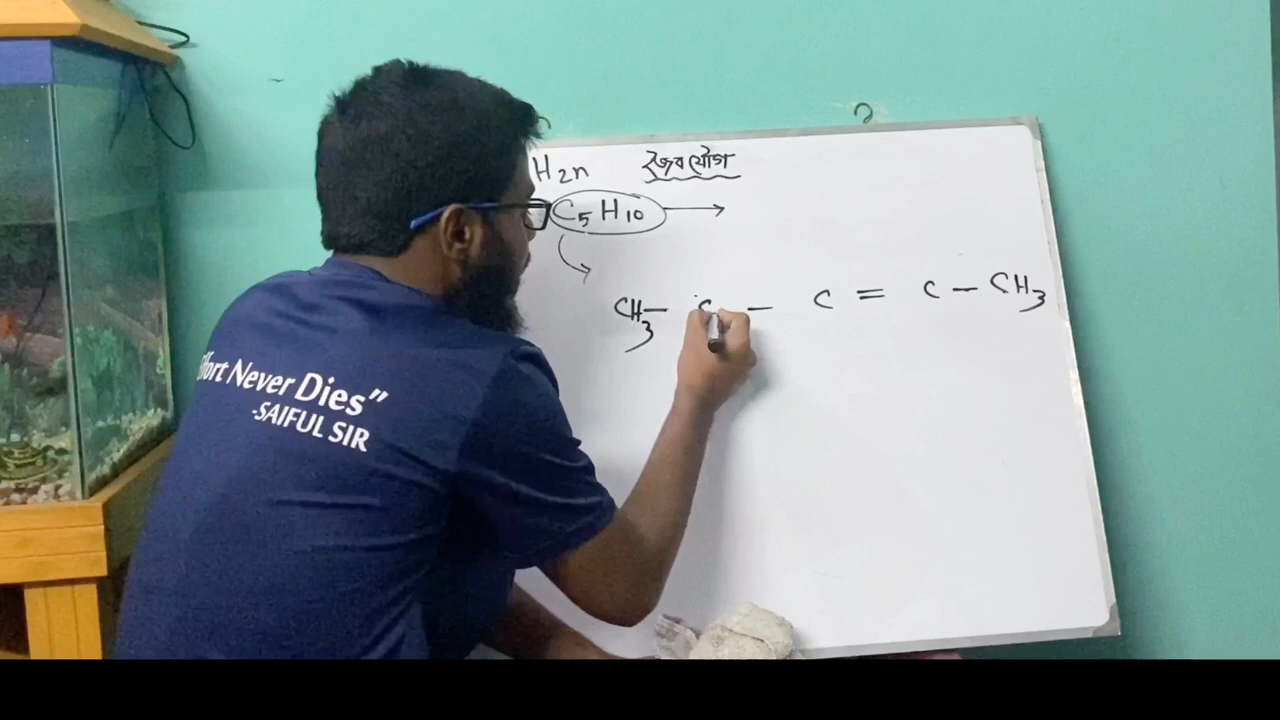 H2n জৈব যৌগ
C5H10 →
CH3 - C - C = C - CH3
Effort Never Dies”
-SAIFUL SIR